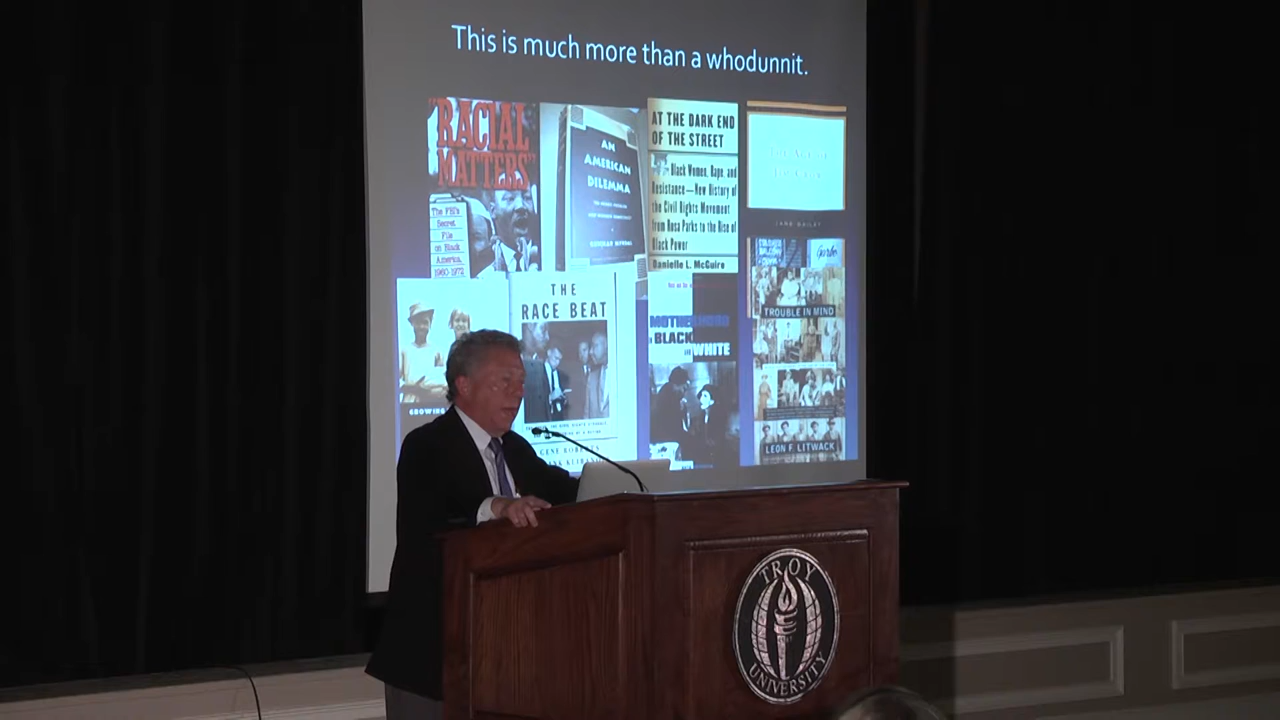 This is much more than a whodunnit.
"RACIAL
MATTERS"
The FBI's
Secret
File
on Black
America,
1960-1972
AN
AMERICAN
DILEMMA
AT THE DARK END
OF THE STREET
Black Women, Rape, and
Resistance—New History of
the Civil Rights Movement
from Rosa Parks to the Rise of
Black Power
Danielle L. McGuire
GROWING
THE
RACE BEAT
GENE ROBERTS
BLACK
WHITE
TROUBLE IN MIND
LEON F. LITWACK
TROY
UNIVERSITY